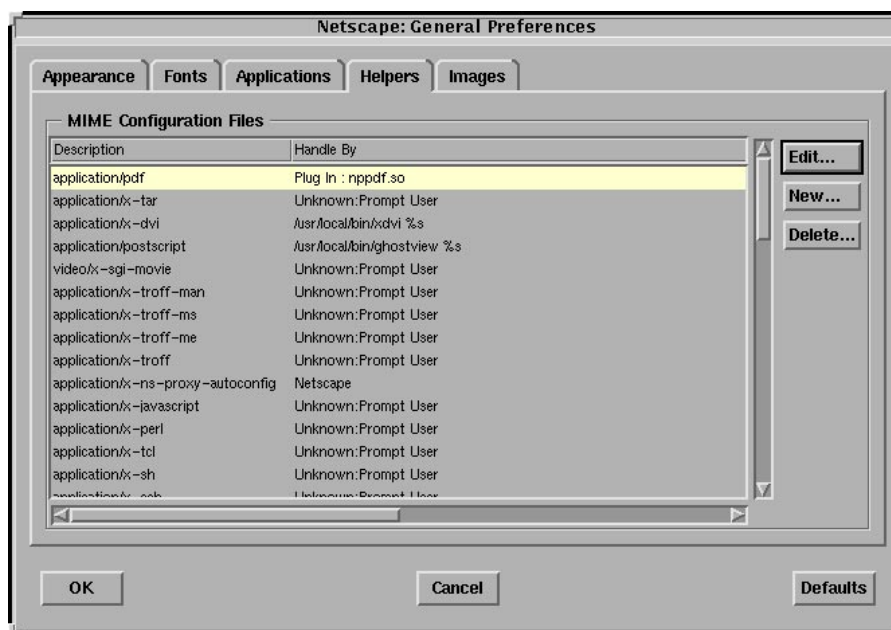 Netscape: General Preferences
Appearance Fonts Applications Helpers Images
MIME Configuration Files
Description Handle By
Edit...
application/pdf Plug In : nppdf.so
New...
application/x-tar Unknown:Prompt User
application/x-dvi /usr/local/bin/xdvi %s
Delete...
application/postscript /usr/local/bin/ghostview %s
video/x-sgi-movie Unknown:Prompt User
application/x-troff-man Unknown:Prompt User
application/x-troff-ms Unknown:Prompt User
application/x-troff-me Unknown:Prompt User
application/x-troff Unknown:Prompt User
application/x-ns-proxy-autoconfig Netscape
application/x-javascript Unknown:Prompt User
application/x-perl Unknown:Prompt User
application/x-tcl Unknown:Prompt User
application/x-sh Unknown:Prompt User
OK Cancel Defaults